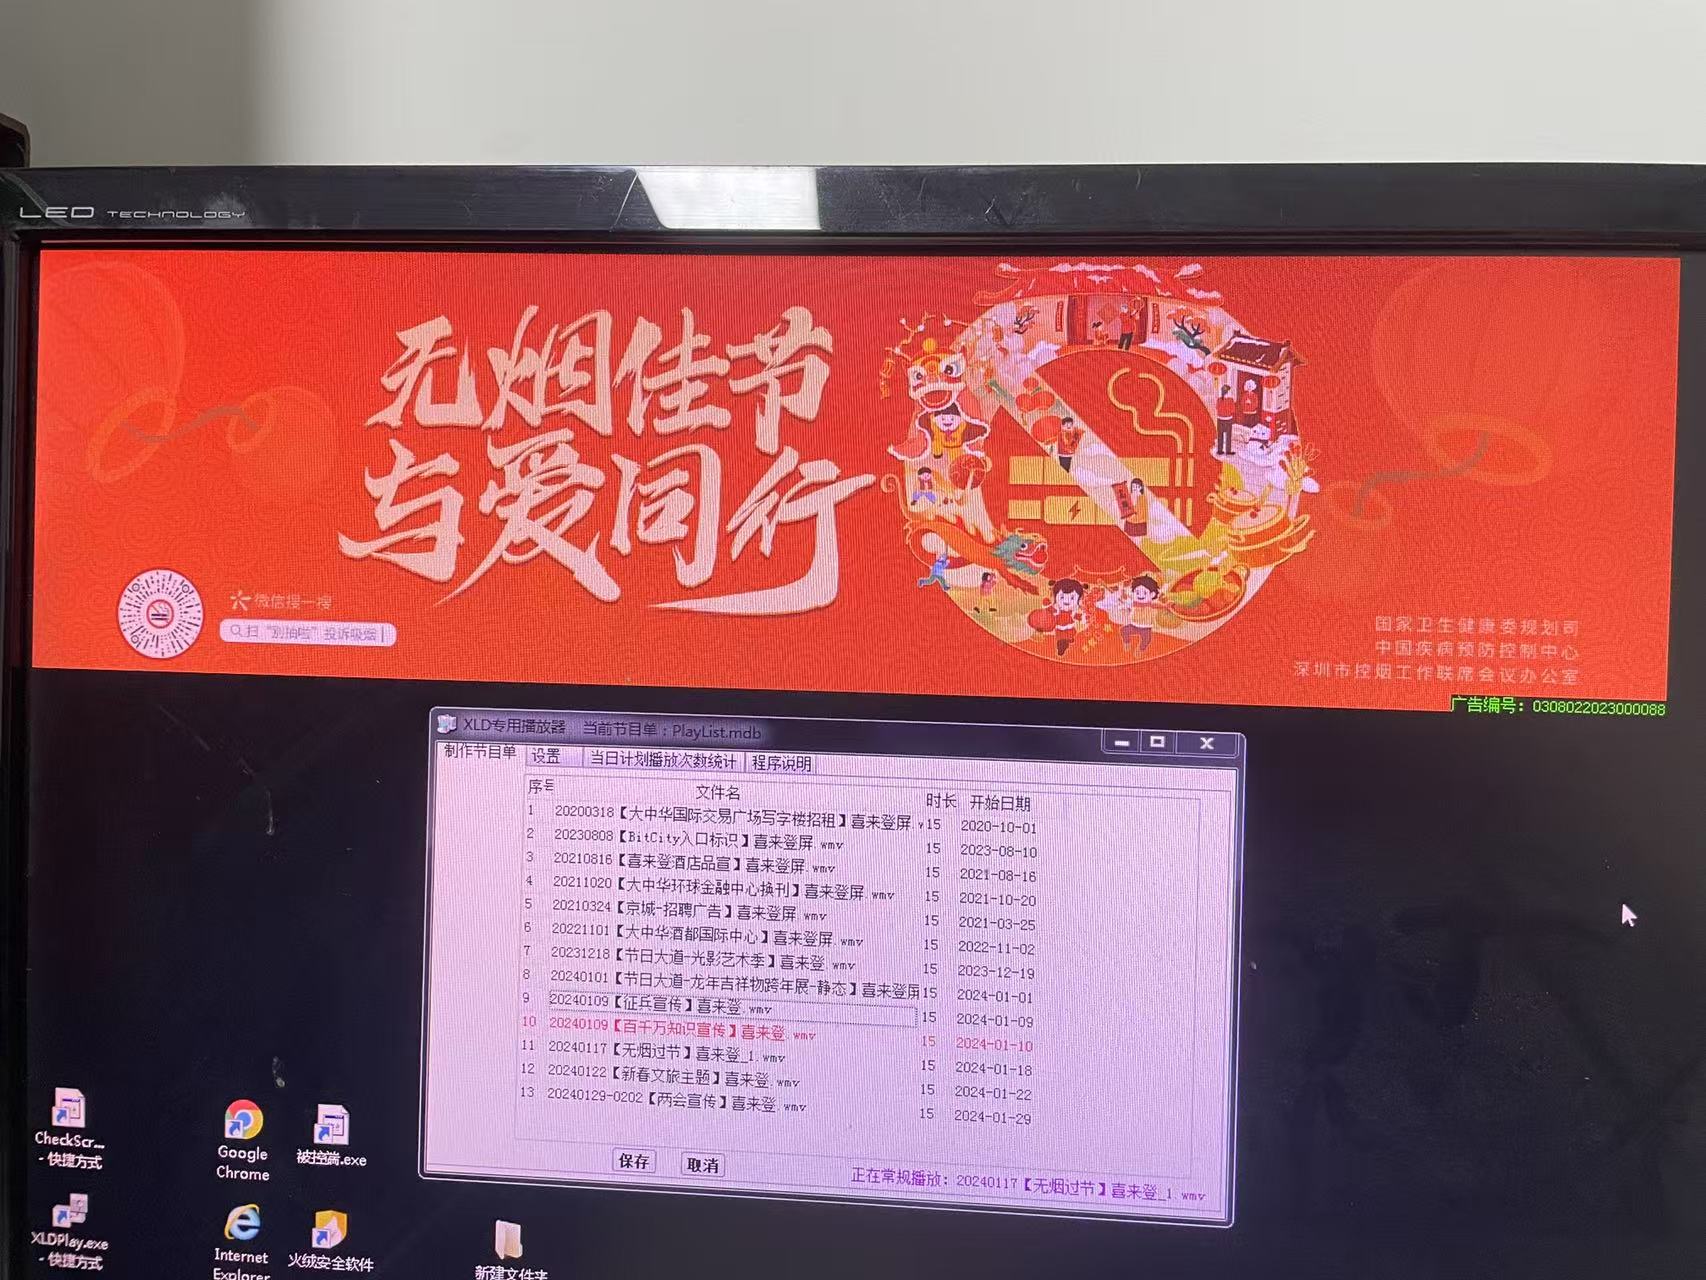 LED TECHNOLOGY
无烟佳节
与爱同行
微信搜一搜
扫“别抽啦”投诉吸烟
国家卫生健康委规划司
中国疾病预防控制中心
深圳市控烟工作联席会议办公室
广告编号：0308022023000088
XLD专用播放器 当前节目单：PlayList.mdb
制作节目单 设置 当日计划播放次数统计 程序说明
序号 文件名 时长 开始日期
1 20200318【大中华国际交易广场写字楼招租】喜来登屏.v 15 2020-10-01
2 20230808【BitCity入口标识】喜来登屏.wmv 15 2023-08-10
3 20210816【喜来登酒店品宣】喜来登屏.wmv 15 2021-08-16
4 20211020【大中华环球金融中心换刊】喜来登屏.wmv 15 2021-10-20
5 20210324【京城-招聘广告】喜来登屏.wmv 15 2021-03-25
6 20221101【大中华酒都国际中心】喜来登屏.wmv 15 2022-11-02
7 20231218【节日大道-光影艺术季】喜来登.wmv 15 2023-12-19
8 20240101【节日大道-龙年吉祥物跨年展-静态】喜来登屏 15 2024-01-01
9 20240109【征兵宣传】喜来登.wmv 15 2024-01-09
10 20240109【百千万知识宣传】喜来登.wmv 15 2024-01-10
11 20240117【无烟过节】喜来登_1.wmv 15 2024-01-18
12 20240122【新春文旅主题】喜来登.wmv 15 2024-01-22
13 20240129-0202【两会宣传】喜来登.wmv 15 2024-01-29
保存 取消
正在常规播放：20240117【无烟过节】喜来登_1.wmv
CheckScr...
- 快捷方式
Google
Chrome
被控端.exe
XLDPlay.exe
- 快捷方式
Internet
Explorer
火绒安全软件
新建文件夹